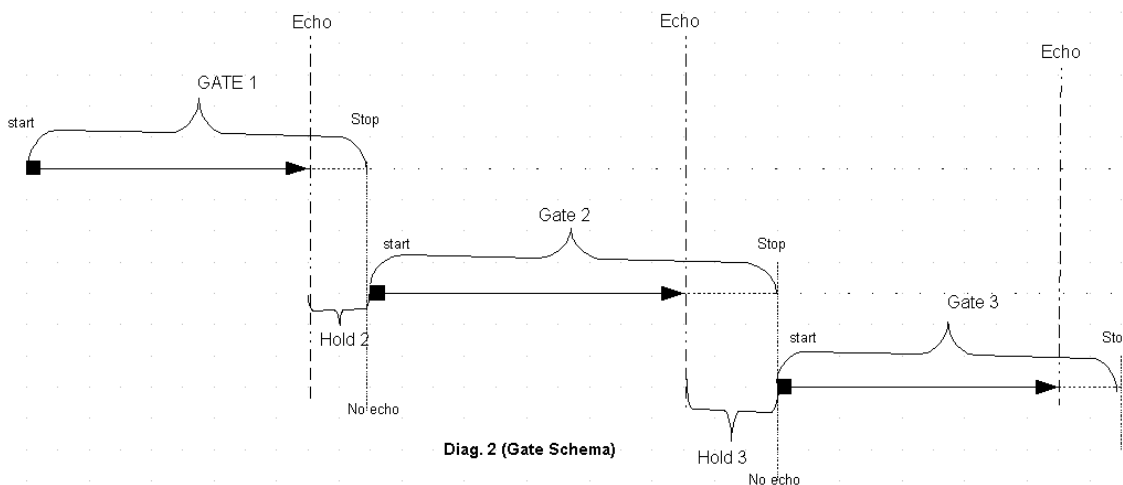 Echo
Echo
Echo
GATE 1
start
Stop
Gate 2
start
Stop
Gate 3
start
Sto
Hold 2
No echo
Diag. 2 (Gate Schema)
Hold 3
No echo